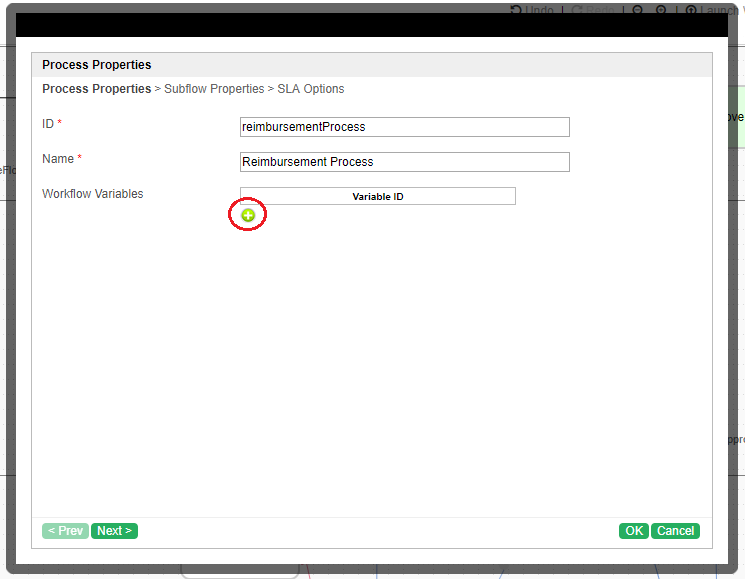 Undo | Redo | Launch
Process Properties
Process Properties > Subflow Properties > SLA Options
ID *
reimbursementProcess
Name *
Reimbursement Process
Workflow Variables
Variable ID
< Prev
Next >
OK
Cancel